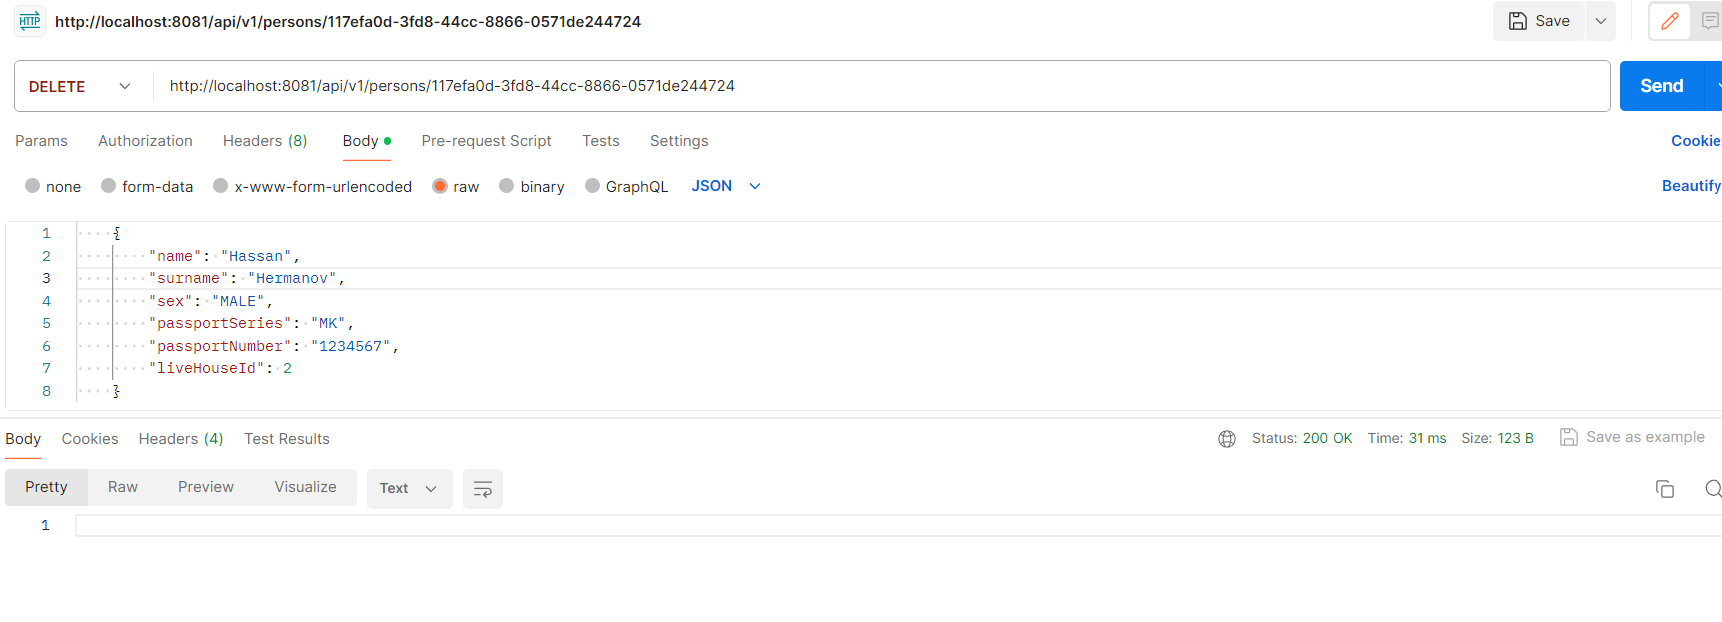 HTTP http://localhost:8081/api/v1/persons/117efa0d-3fd8-44cc-8866-0571de244724 Save
DELETE http://localhost:8081/api/v1/persons/117efa0d-3fd8-44cc-8866-0571de244724 Send
Params Authorization Headers (8) Body Pre-request Script Tests Settings Cookie
none form-data x-www-form-urlencoded raw binary GraphQL JSON Beautify
1 {
2 "name": "Hassan",
3 "surname": "Hermanov",
4 "sex": "MALE",
5 "passportSeries": "MK",
6 "passportNumber": "1234567",
7 "liveHouseId": 2
8 }
Body Cookies Headers (4) Test Results Status: 200 OK Time: 31 ms Size: 123 B Save as example
Pretty Raw Preview Visualize Text
1